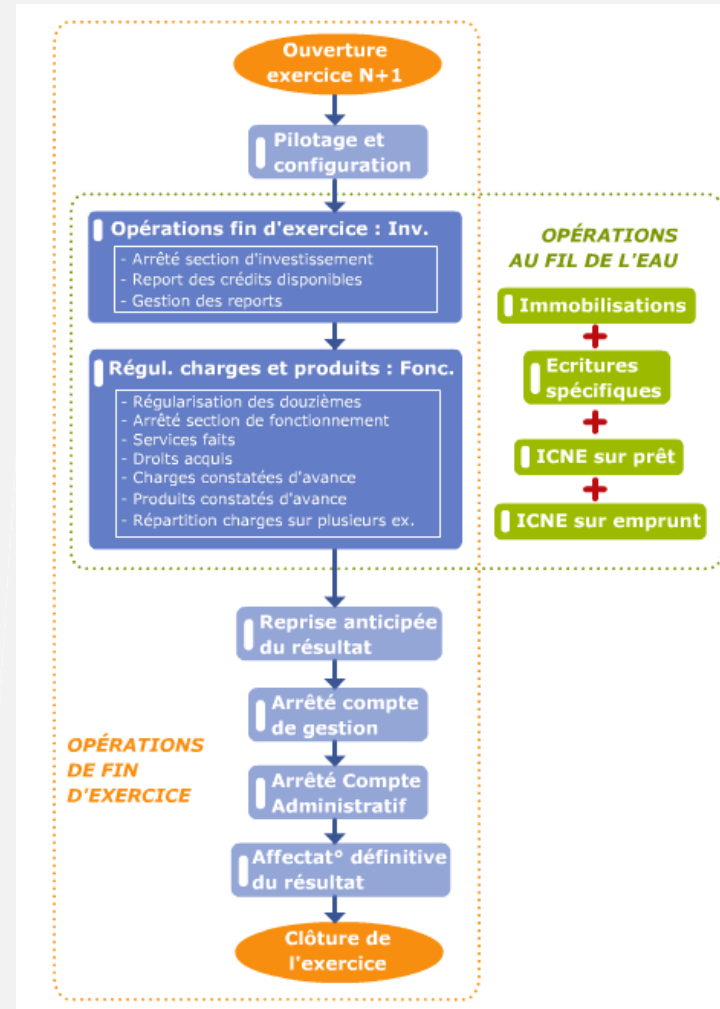 Ouverture
exercice N+1
Pilotage et
configuration
Opérations fin d'exercice : Inv.
- Arrêté section d'investissement
- Report des crédits disponibles
- Gestion des reports
Régul. charges et produits : Fonc.
- Régularisation des douzièmes
- Arrêté section de fonctionnement
- Services faits
- Droits acquis
- Charges constatées d'avance
- Produits constatés d'avance
- Répartition charges sur plusieurs ex.
OPÉRATIONS
AU FIL DE L'EAU
Immobilisations
+
Ecritures
spécifiques
+
ICNE sur prêt
+
ICNE sur emprunt
Reprise anticipée
du résultat
Arrêté compte
de gestion
Arrêté Compte
Administratif
Affectat° définitive
du résultat
Clôture de
l'exercice
OPÉRATIONS
DE FIN
D'EXERCICE